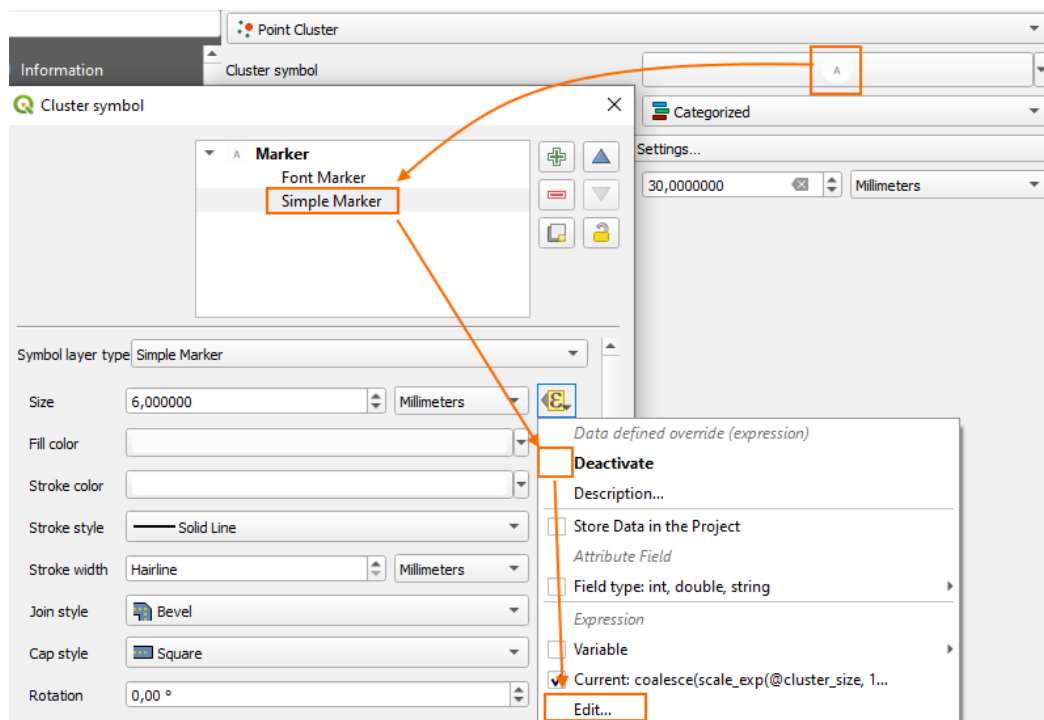 Point Cluster
Information
Cluster symbol
A
Cluster symbol
Categorized
A Marker
Settings...
Font Marker
30,0000000 Millimeters
Simple Marker
Symbol layer type Simple Marker
Size 6,000000 Millimeters ε
Data defined override (expression)
Fill color
Deactivate
Stroke color
Description...
Stroke style Solid Line
Store Data in the Project
Attribute Field
Stroke width Hairline Millimeters
Field type: int, double, string
Join style Bevel
Expression
Cap style Square
Variable
Current: coalesce(scale_exp(@cluster_size, 1...
Rotation 0,00 °
Edit...